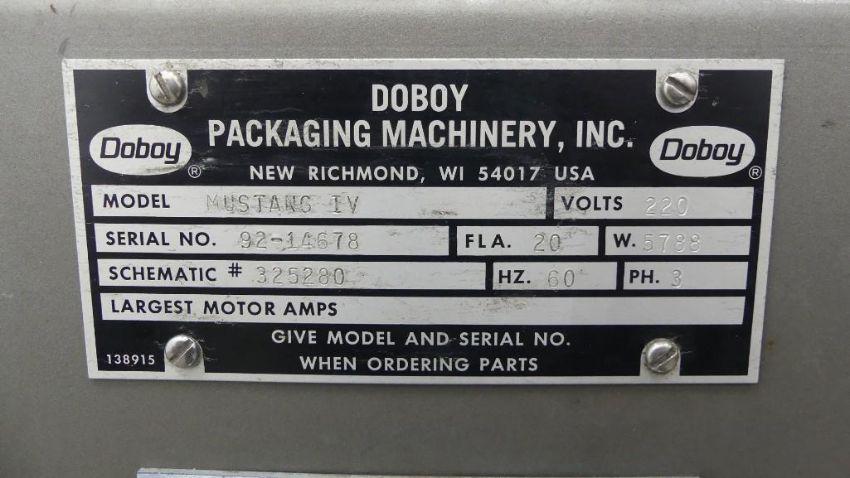 DOBOY
PACKAGING MACHINERY, INC.
Doboy ®
Doboy ®
NEW RICHMOND, WI 54017 USA
MODEL MUSTANG IV VOLTS 220
SERIAL NO. 92-14678 FLA. 20 W. 5788
SCHEMATIC # 325280 HZ. 60 PH. 3
LARGEST MOTOR AMPS
GIVE MODEL AND SERIAL NO.
138915 WHEN ORDERING PARTS